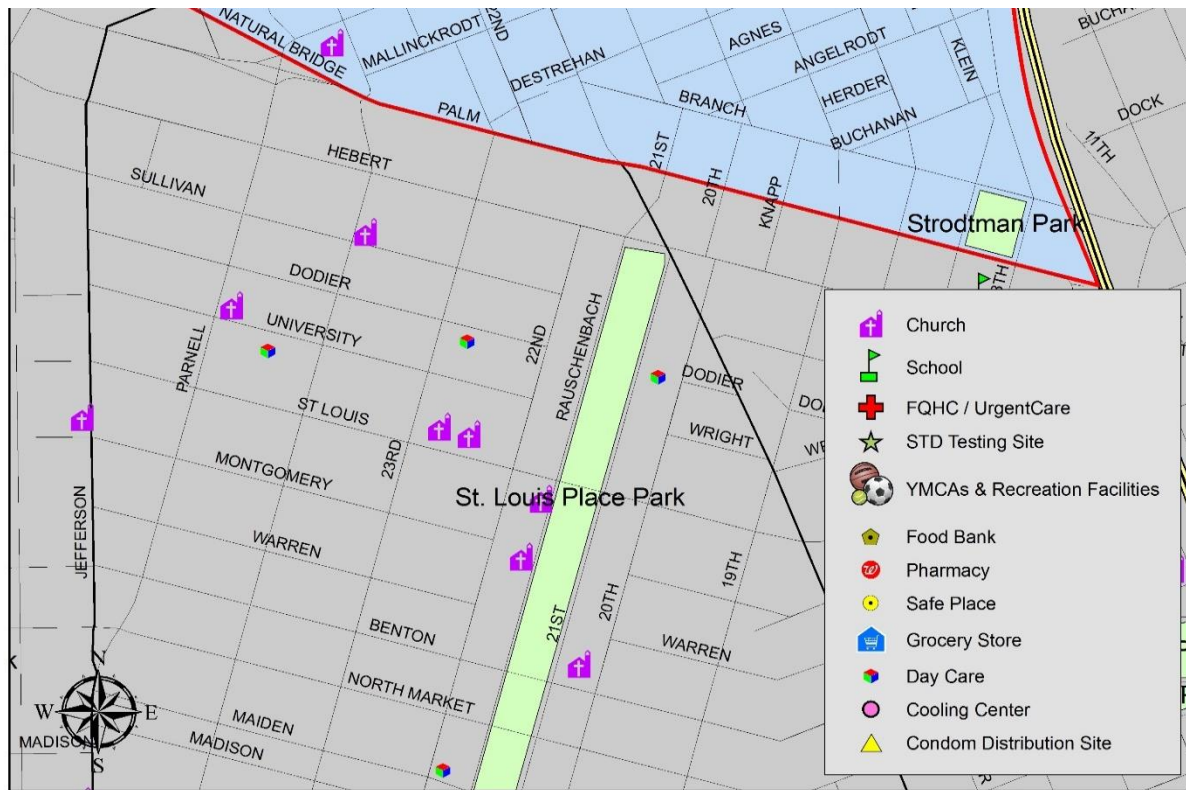 NATURAL BRIDGE
MALLINCKRODT
22ND
DESTREHAN
AGNES
ANGELRODT
KLEIN
HERDER
BUCHANAN
BRANCH
DOCK
11TH
PALM
HEBERT
21ST
20TH
KNAPP
SULLIVAN
Strodtman Park
DODIER
UNIVERSITY
PARNELL
22ND
RAUSCHENBACH
ST LOUIS
23RD
DODIER
WRIGHT
MONTGOMERY
St. Louis Place Park
JEFFERSON
WARREN
19TH
20TH
21ST
BENTON
WARREN
NORTH MARKET
MAIDEN
MADISON
MADISON
N
W
E
S
Church
School
FQHC / UrgentCare
STD Testing Site
YMCAs & Recreation Facilities
Food Bank
Pharmacy
Safe Place
Grocery Store
Day Care
Cooling Center
Condom Distribution Site